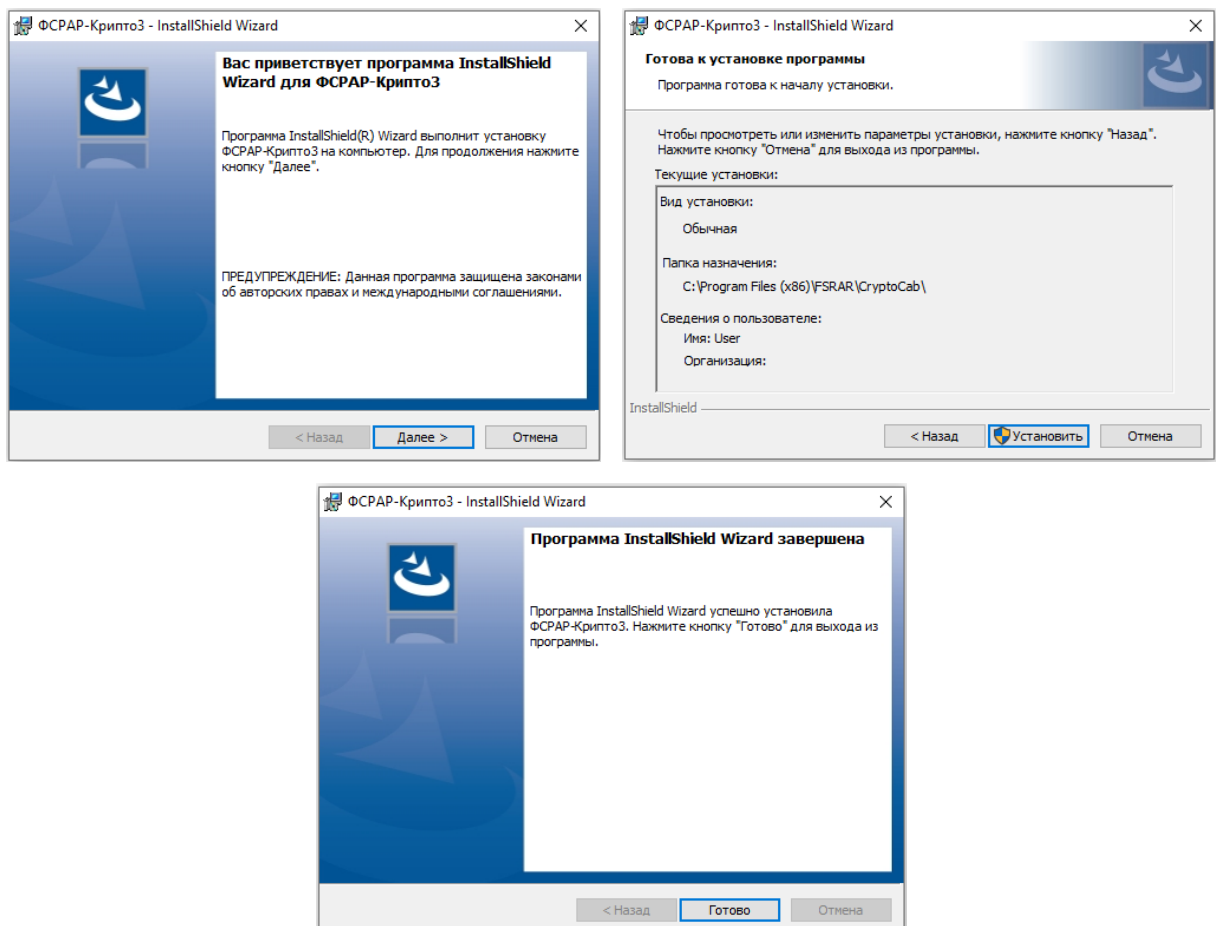 ФСРАР-Крипто3 - InstallShield Wizard
Вас приветствует программа InstallShield
Wizard для ФСРАР-Крипто3
Программа InstallShield(R) Wizard выполнит установку
ФСРАР-Крипто3 на компьютер. Для продолжения нажмите
кнопку "Далее".
ПРЕДУПРЕЖДЕНИЕ: Данная программа защищена законами
об авторских правах и международными соглашениями.
< Назад
Далее >
Отмена
ФСРАР-Крипто3 - InstallShield Wizard
Готова к установке программы
Программа готова к началу установки.
Чтобы просмотреть или изменить параметры установки, нажмите кнопку "Назад".
Нажмите кнопку "Отмена" для выхода из программы.
Текущие установки:
Вид установки:
Обычная
Папка назначения:
C:\Program Files (x86)\FSRAR\CryptoCab\
Сведения о пользователе:
Имя: User
Организация:
InstallShield
< Назад
Установить
Отмена
ФСРАР-Крипто3 - InstallShield Wizard
Программа InstallShield Wizard завершена
Программа InstallShield Wizard успешно установила
ФСРАР-Крипто3. Нажмите кнопку "Готово" для выхода из
программы.
< Назад
Готово
Отмена